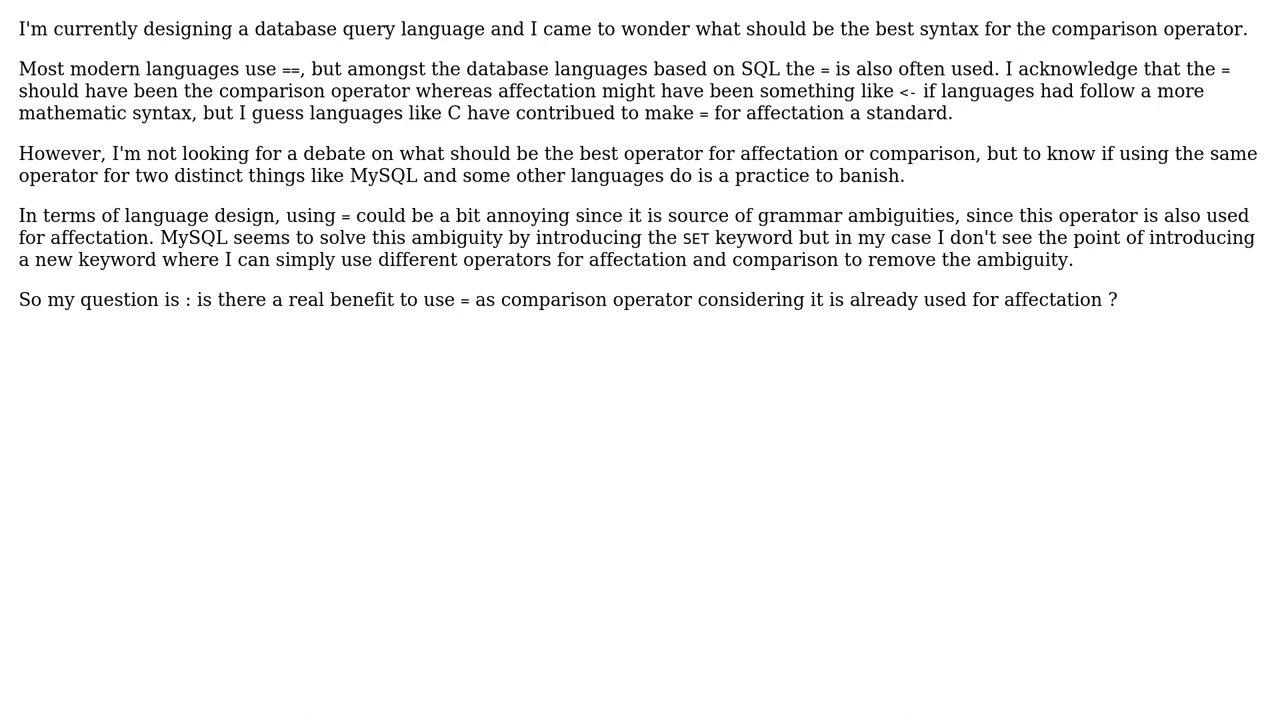 I'm currently designing a database query language and I came to wonder what should be the best syntax for the comparison operator.
Most modern languages use ==, but amongst the database languages based on SQL the = is also often used. I acknowledge that the =
should have been the comparison operator whereas affectation might have been something like <- if languages had follow a more
mathematic syntax, but I guess languages like C have contribued to make = for affectation a standard.
However, I'm not looking for a debate on what should be the best operator for affectation or comparison, but to know if using the same
operator for two distinct things like MySQL and some other languages do is a practice to banish.
In terms of language design, using = could be a bit annoying since it is source of grammar ambiguities, since this operator is also used
for affectation. MySQL seems to solve this ambiguity by introducing the SET keyword but in my case I don't see the point of introducing
a new keyword where I can simply use different operators for affectation and comparison to remove the ambiguity.
So my question is : is there a real benefit to use = as comparison operator considering it is already used for affectation ?